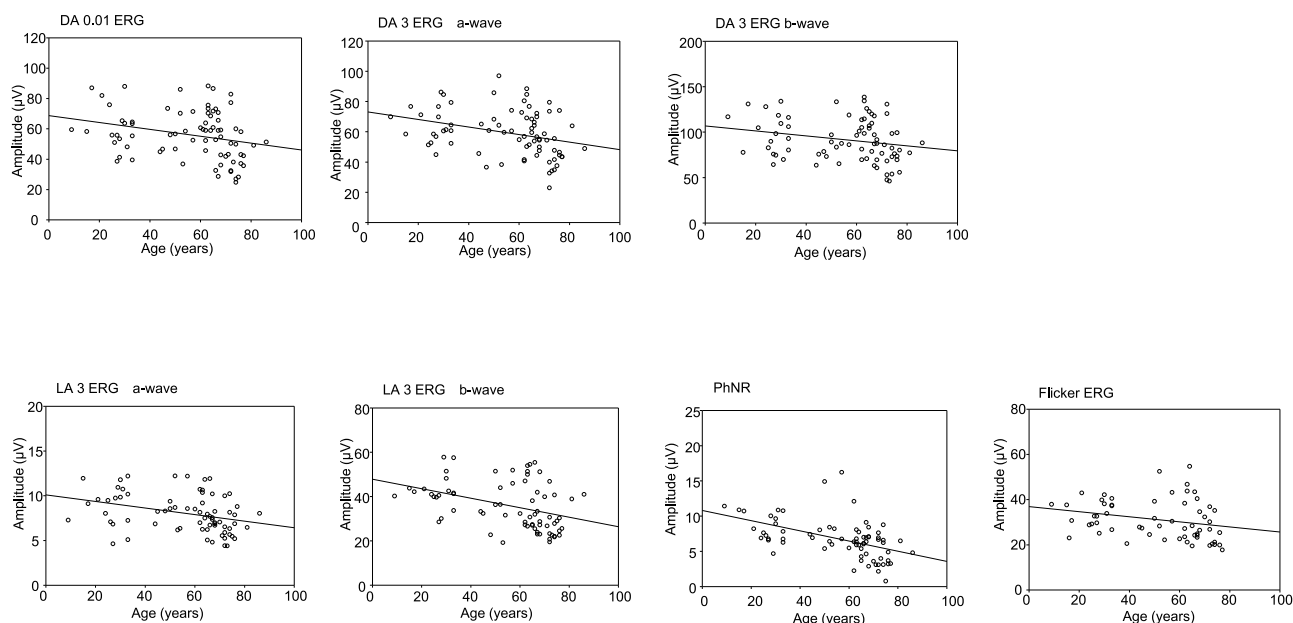 DA 0.01 ERG
120
100
80
60
40
20
0
Amplitude (µV)
0 20 40 60 80 100
Age (years)
DA 3 ERG a-wave
120
100
80
60
40
20
0
Amplitude (µV)
0 20 40 60 80 100
Age (years)
DA 3 ERG b-wave
200
150
100
50
0
Amplitude (µV)
0 20 40 60 80 100
Age (years)
LA 3 ERG a-wave
20
15
10
5
0
Amplitude (µV)
0 20 40 60 80 100
Age (years)
LA 3 ERG b-wave
80
60
40
20
0
Amplitude (µV)
0 20 40 60 80 100
Age (years)
PhNR
25
20
15
10
5
0
Amplitude (µV)
0 20 40 60 80 100
Age (years)
Flicker ERG
80
60
40
20
0
Amplitude (µV)
0 20 40 60 80 100
Age (years)